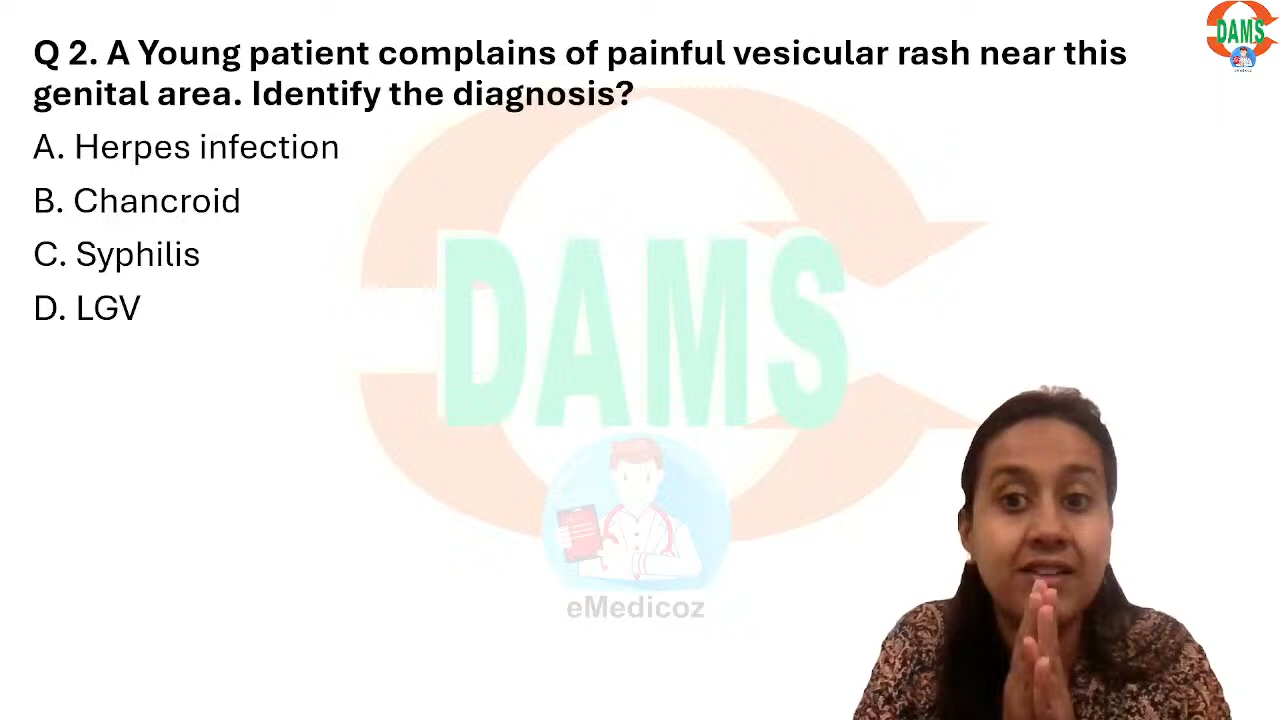 DAMS
eMedicoz
Q 2. A Young patient complains of painful vesicular rash near this
genital area. Identify the diagnosis?
A. Herpes infection
B. Chancroid
C. Syphilis
D. LGV
DAMS
eMedicoz